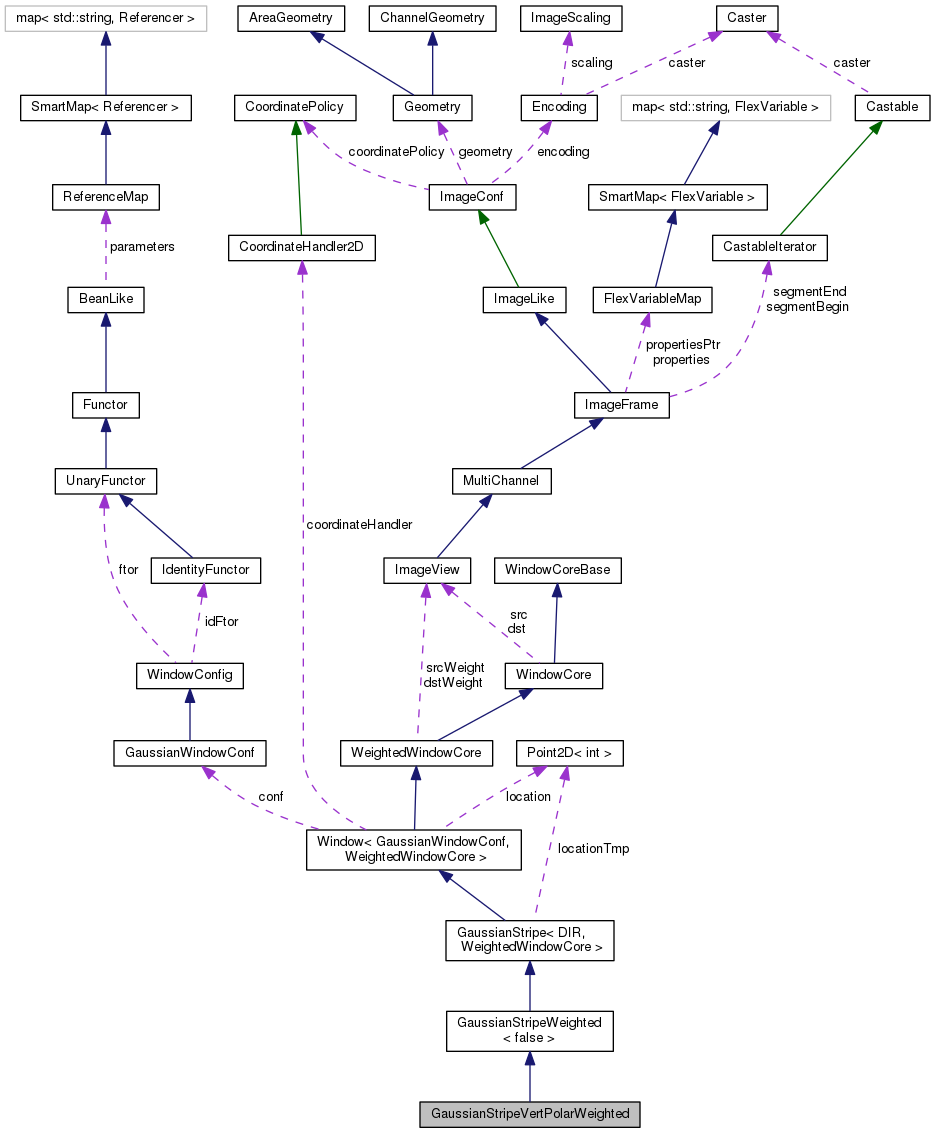 map< std::string, Referencer >
AreaGeometry
ChannelGeometry
ImageScaling
Caster
scaling
caster
caster
SmartMap< Referencer >
CoordinatePolicy
Geometry
Encoding
map< std::string, FlexVariable >
Castable
coordinatePolicy
geometry
encoding
ReferenceMap
ImageConf
SmartMap< FlexVariable >
parameters
CoordinateHandler2D
CastableIterator
BeanLike
ImageLike
FlexVariableMap
segmentEnd
segmentBegin
propertiesPtr
properties
Functor
ImageFrame
UnaryFunctor
MultiChannel
coordinateHandler
ftor
IdentityFunctor
ImageView
WindowCoreBase
idFtor
src
dst
srcWeight
dstWeight
WindowConfig
WindowCore
GaussianWindowConf
WeightedWindowCore
Point2D< int >
conf
location
Window< GaussianWindowConf,
WeightedWindowCore >
locationTmp
GaussianStripe< DIR,
WeightedWindowCore >
GaussianStripeWeighted
< false >
GaussianStripeVertPolarWeighted